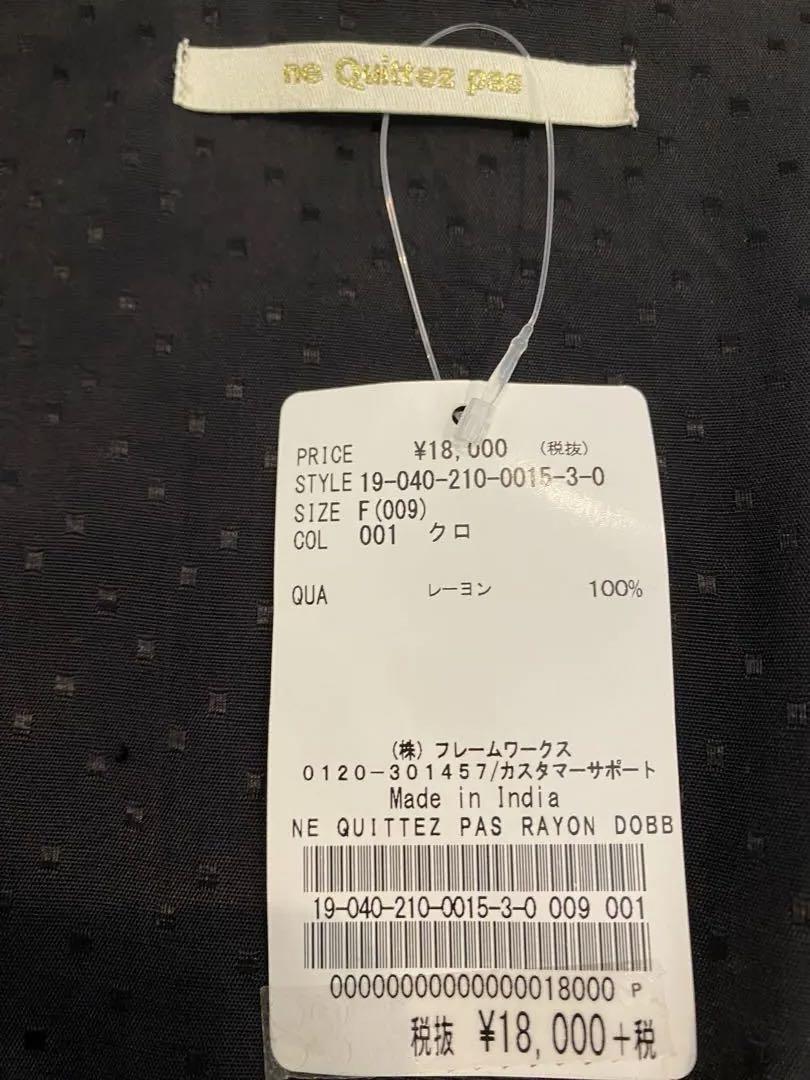 ne Quittez pas
PRICE ¥18,000 (税抜)
STYLE 19-040-210-0015-3-0
SIZE F(009)
COL 001 クロ
QUA レーヨン 100%
(株) フレームワークス
0120-301457/カスタマーサポート
Made in India
NE QUITTEZ PAS RAYON DOBB
19-040-210-0015-3-0 009 001
00000000000000018000 P
税抜 ¥18,000+税